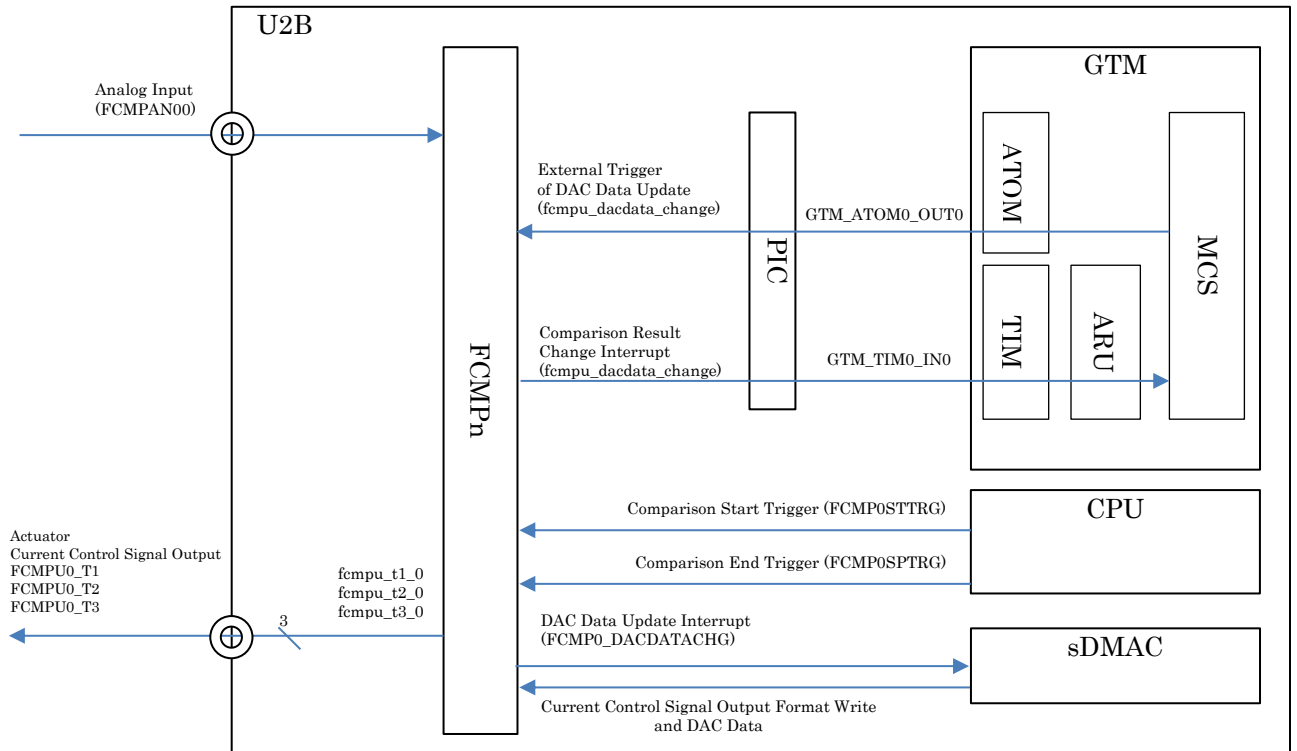 U2B
GTM
Analog Input
(FCMPAN00)
ATOM
External Trigger
of DAC Data Update
(fcmpu_dacdata_change)
GTM_ATOM0_OUT0
PIC
MCS
TIM
ARU
Comparison Result
Change Interrupt
(fcmpu_dacdata_change)
GTM_TIM0_IN0
FCMPn
CPU
Comparison Start Trigger (FCMP0STTRG)
Comparison End Trigger (FCMP0SPTRG)
Actuator
Current Control Signal Output
FCMPU0_T1
FCMPU0_T2
FCMPU0_T3
fcmpu_t1_0
fcmpu_t2_0
fcmpu_t3_0
3
DAC Data Update Interrupt
(FCMP0_DACDATACHG)
sDMAC
Current Control Signal Output Format Write
and DAC Data